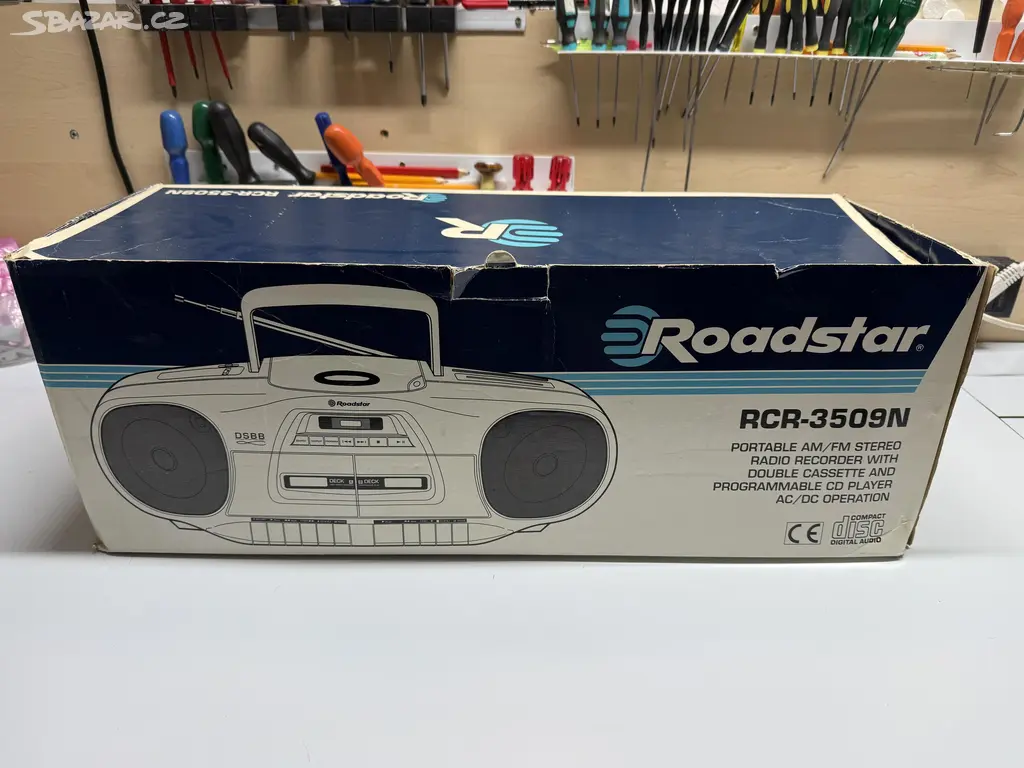 SBAZAR.CZ
Roadstar RCR-3509N
R
Roadstar
RCR-3509N
PORTABLE AM/FM STEREO
RADIO RECORDER WITH
DOUBLE CASSETTE AND
PROGRAMMABLE CD PLAYER
AC/DC OPERATION
CE
COMPACT
disc
DIGITAL AUDIO
Roadstar
DSBB
DECK
DECK